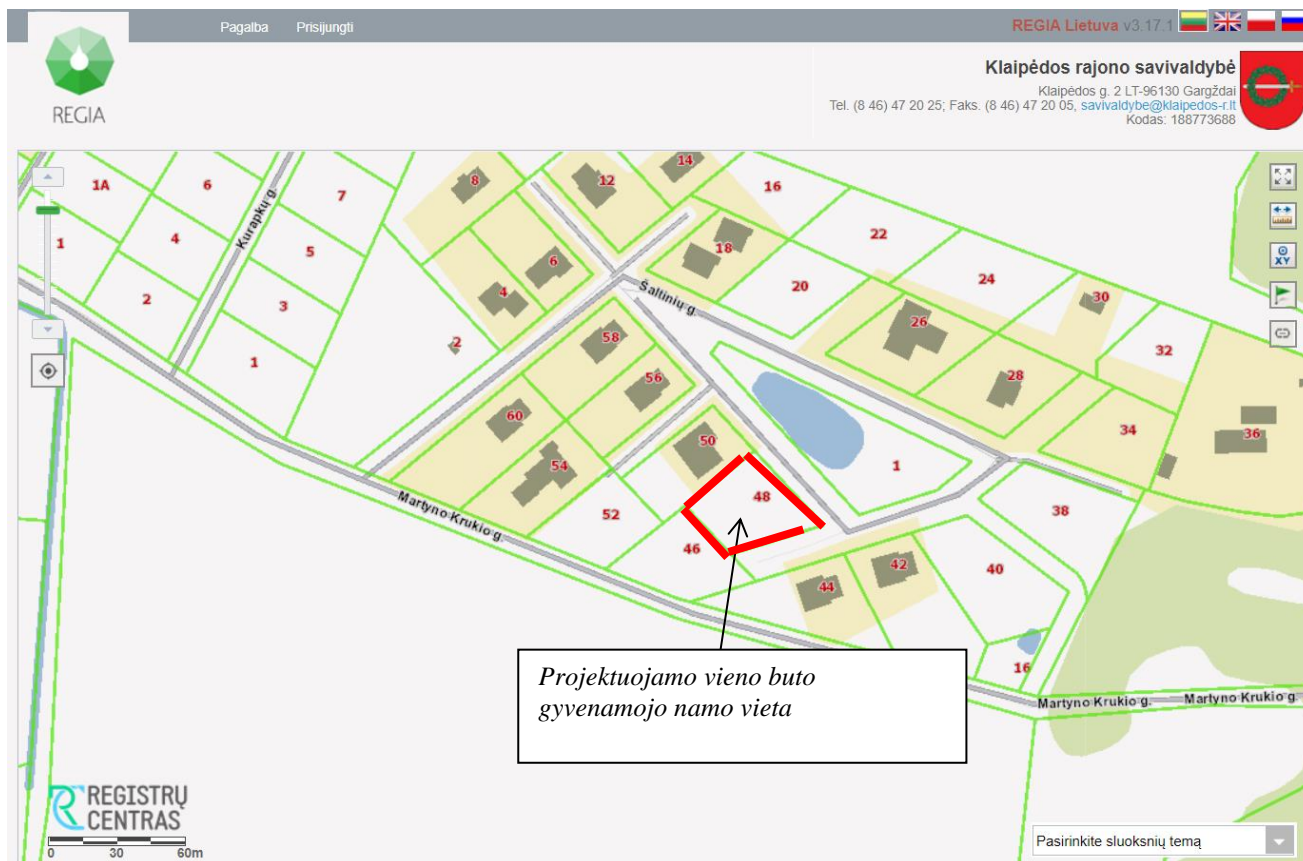 Pagalba Prisijungti
REGIA Lietuva v3.17.1
REGIA
Klaipėdos rajono savivaldybė
Klaipėdos g. 2 LT-96130 Gargždai
Tel. (8 46) 47 20 25; Faks. (8 46) 47 20 05, savivaldybe@klaipedos-r.lt
Kodas: 188773688
1A
6
7
8
12
14
16
1
4
Kurapkų g.
5
6
18
22
2
3
4
20
24
30
Šaltinių g.
1
2
58
26
32
56
28
60
50
34
36
54
1
Martyno Krukio g.
52
48
38
46
42
40
44
16
Projektuojamo vieno buto
gyvenamojo namo vieta
Martyno Krukio g.
Martyno Krukio g.
REGISTRŲ
CENTRAS
0 30 60m
Pasirinkite sluoksnių temą
XY